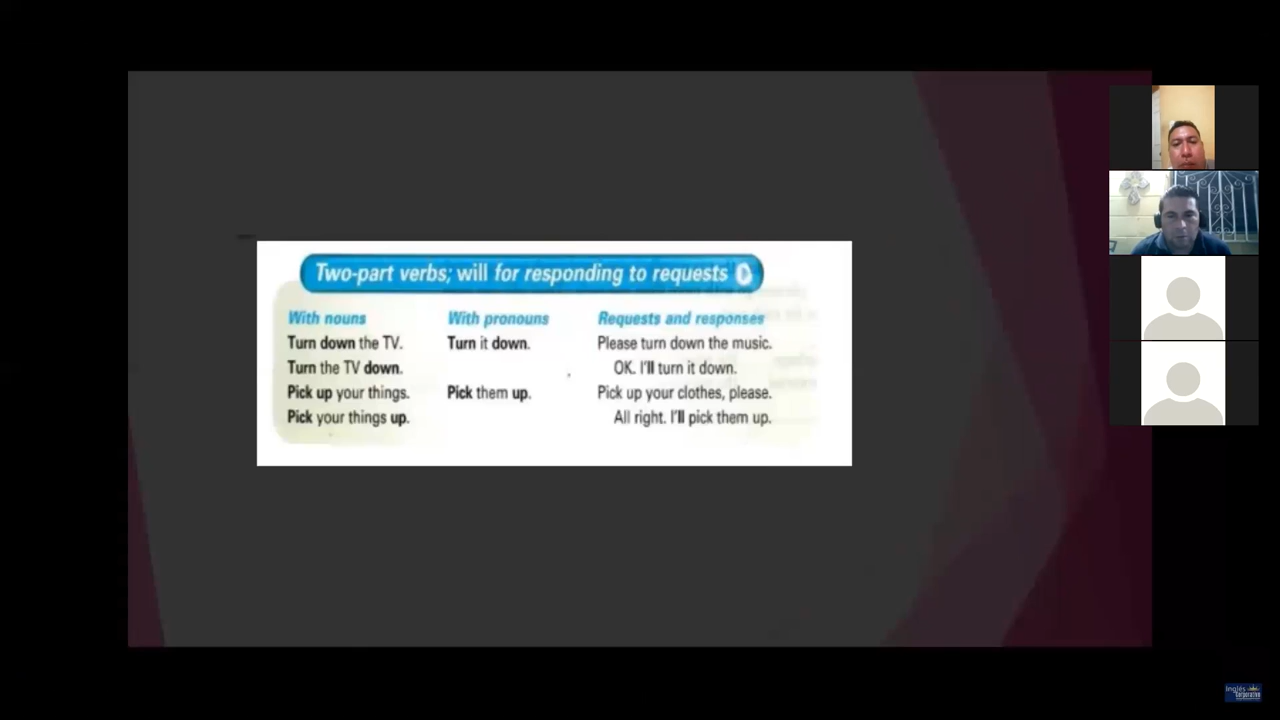 Two-part verbs; will for responding to requests
With nouns With pronouns Requests and responses
Turn down the TV. Turn it down. Please turn down the music.
Turn the TV down. OK. I'll turn it down.
Pick up your things. Pick them up. Pick up your clothes, please.
Pick your things up. All right. I'll pick them up.
Inglés
Corporativo